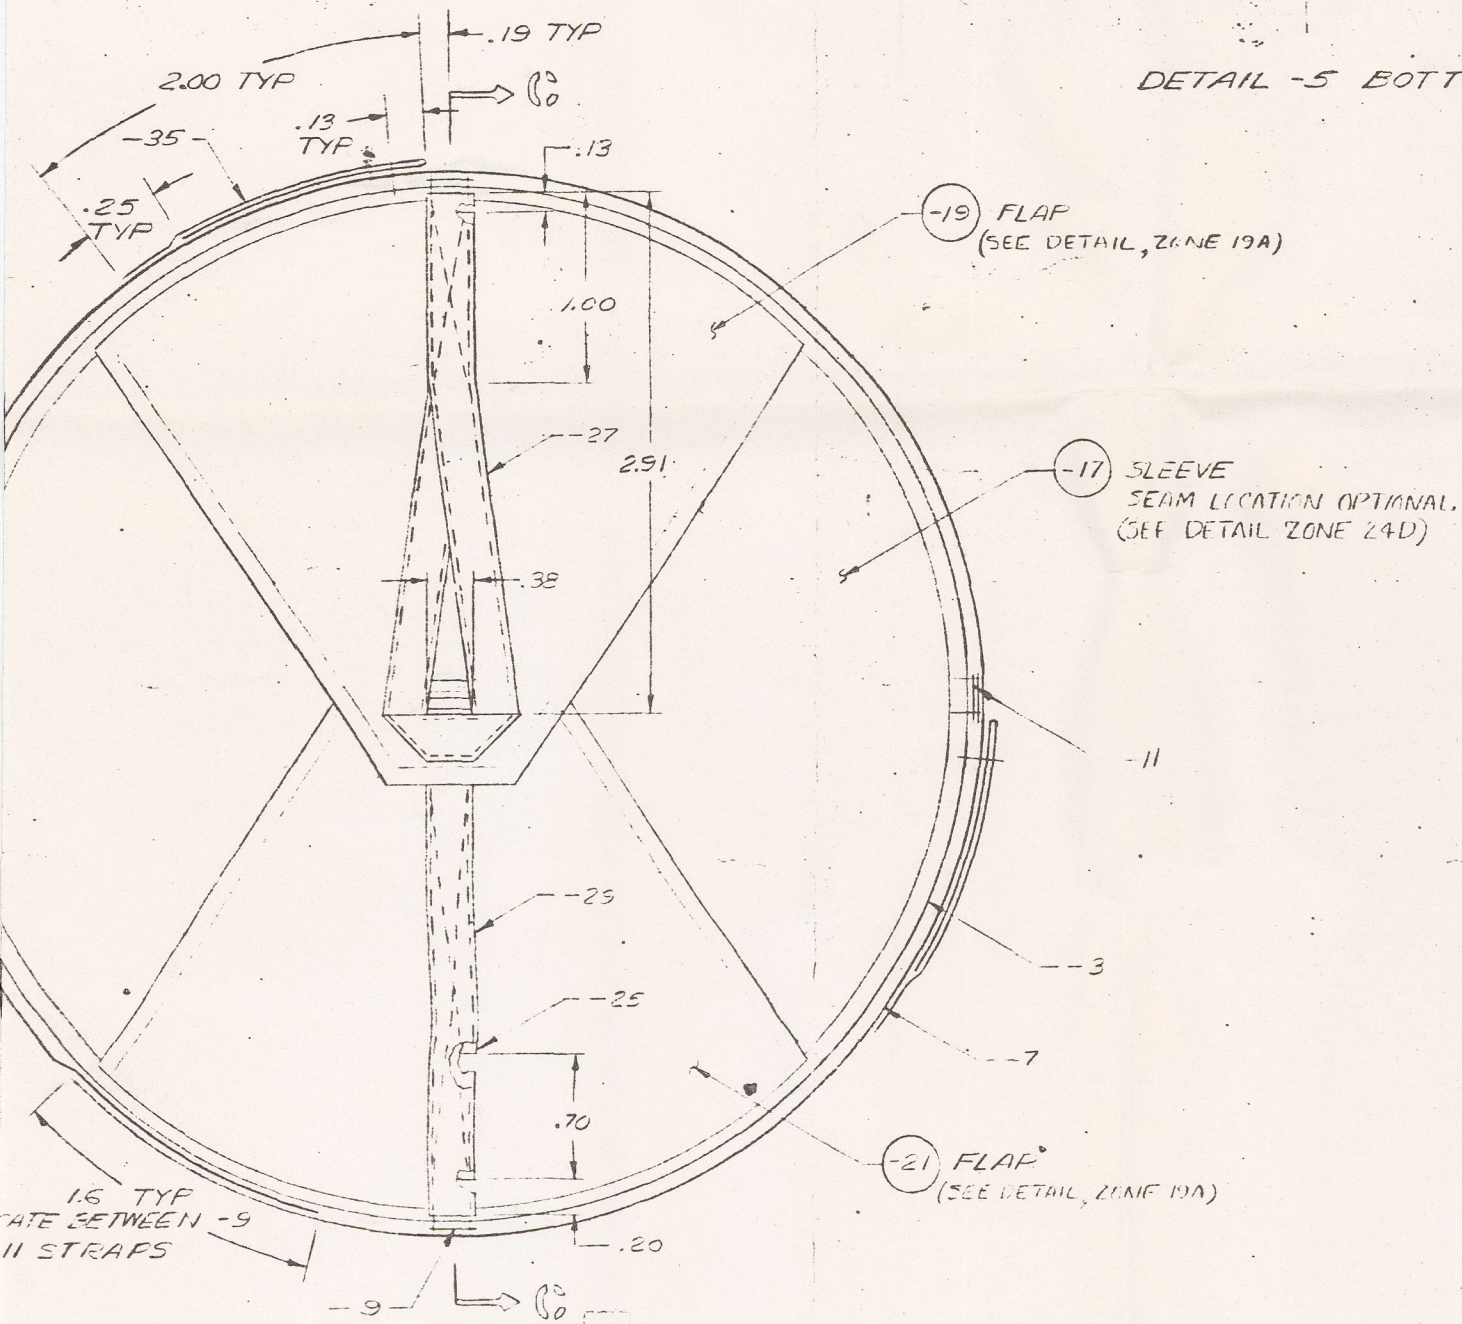 .19 TYP
2.00 TYP
DETAIL -5 BOTT
.13
TYP
-35
.13
.25
TYP
-19 FLAP
(SEE DETAIL, ZONE 19A)
1.00
-27
2.91
-17 SLEEVE
SEAM LOCATION OPTIONAL.
(SEE DETAIL ZONE 24D)
.38
-11
-29
-3
-25
-7
.70
-21 FLAP
(SEE DETAIL, ZONE 19A)
1.6 TYP
CATE BETWEEN -9
11 STRAPS
.20
-9